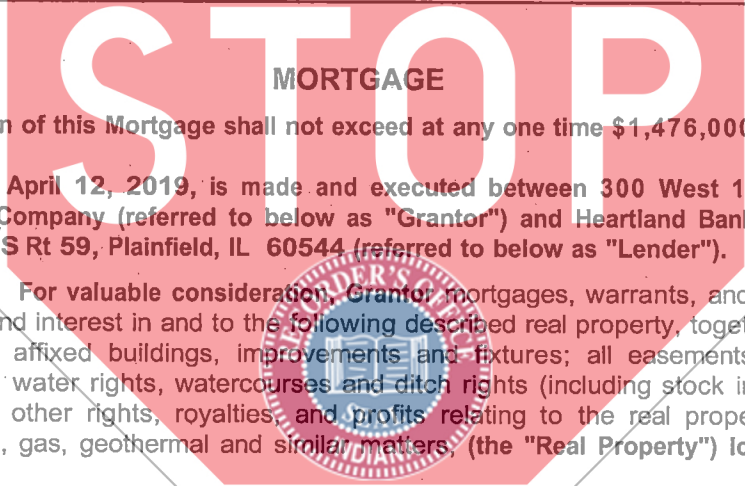 STOP
MORTGAGE
n of this Mortgage shall not exceed at any one time $1,476,000
April 12, 2019, is made and executed between 300 West 1
Company (referred to below as "Grantor") and Heartland Bank
S Rt 59, Plainfield, IL 60544 (referred to below as "Lender").
For valuable consideration, Grantor mortgages, warrants, and
nd interest in and to the following described real property, toget
affixed buildings, improvements and fixtures; all easements
water rights, watercourses and ditch rights (including stock in
other rights, royalties, and profits relating to the real prope
, gas, geothermal and similar matters, (the "Real Property") lo